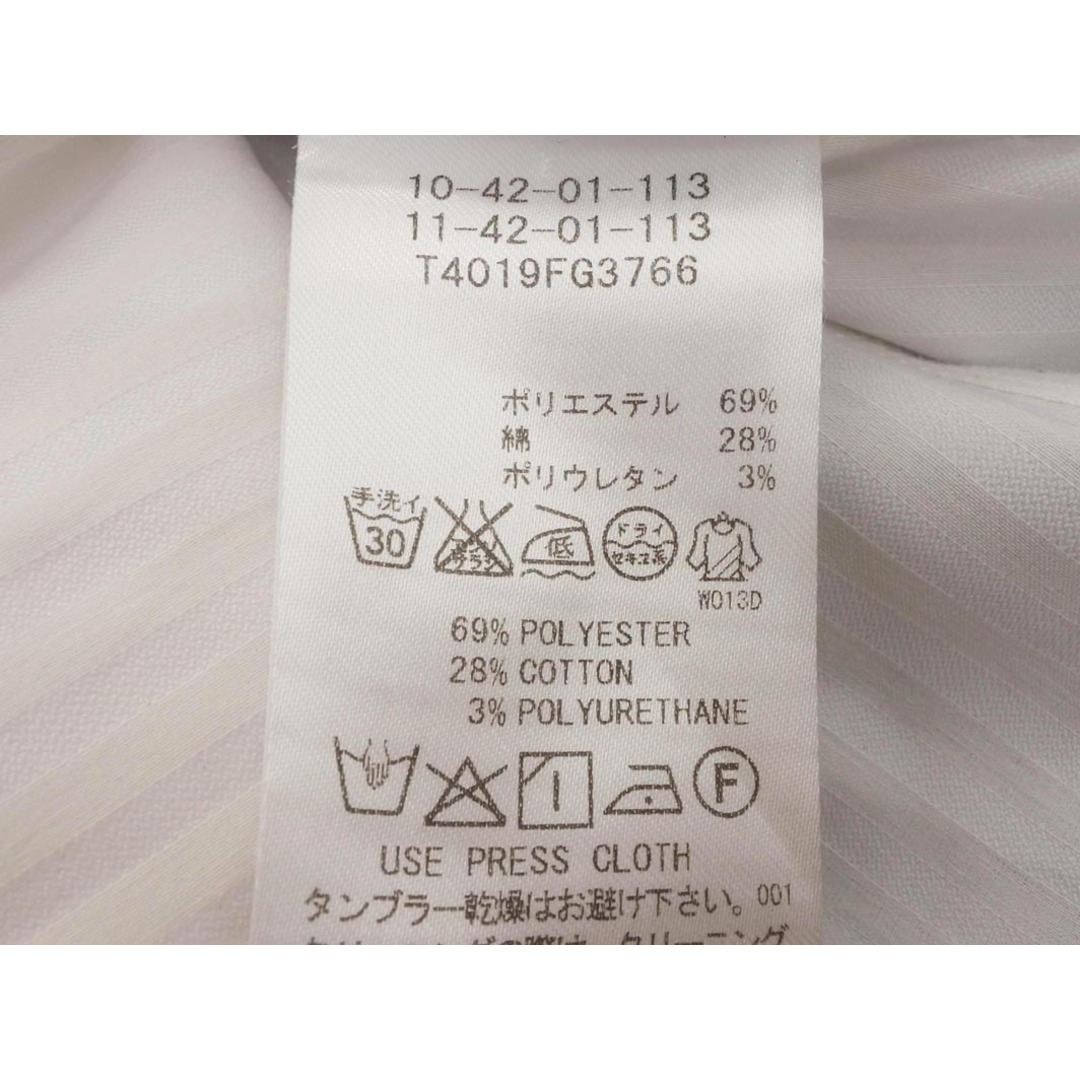 10-42-01-113
11-42-01-113
T4019FG3766
ポリエステル 69%
綿 28%
ポリウレタン 3%
手洗イ
30
低
ドライ
セキユ系
W013D
69% POLYESTER
28% COTTON
3% POLYURETHANE
F
USE PRESS CLOTH
タンブラー乾燥はお避け下さい。001